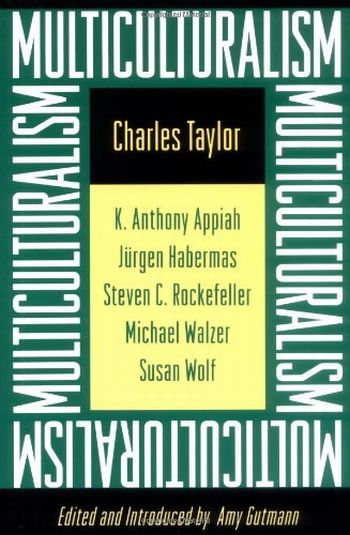 MULTICULTURALISM
MULTICULTURALISM
MULTICULTURALISM
Charles Taylor
K. Anthony Appiah
Jürgen Habermas
Steven C. Rockefeller
Michael Walzer
Susan Wolf
MULTICULTURALISM
Edited and Introduced by Amy Gutmann